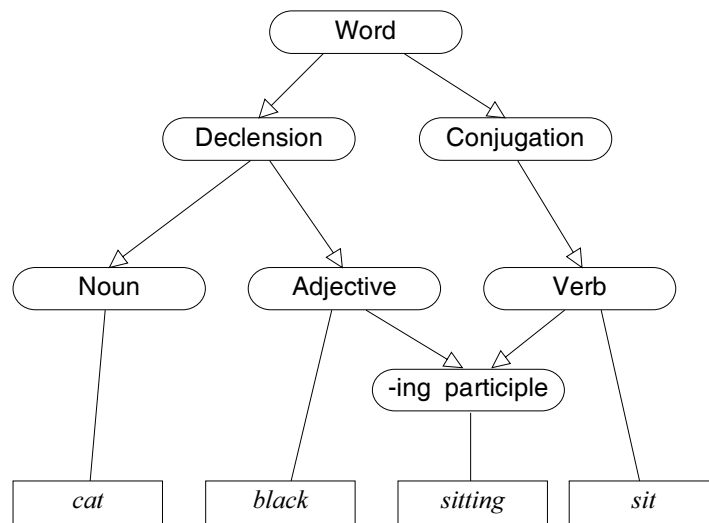 Word
Declension
Conjugation
Noun
Adjective
Verb
-ing participle
cat
black
sitting
sit